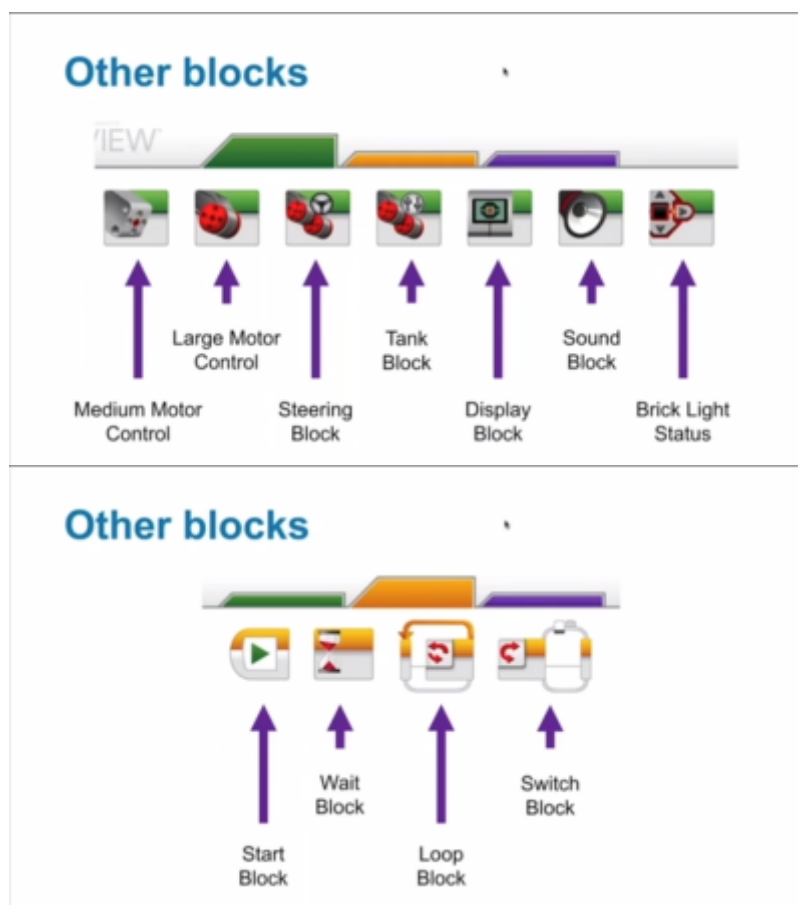 Other blocks
VIEW
Large Motor
Control
Tank
Block
Sound
Block
Medium Motor
Control
Steering
Block
Display
Block
Brick Light
Status
Other blocks
Wait
Block
Switch
Block
Start
Block
Loop
Block